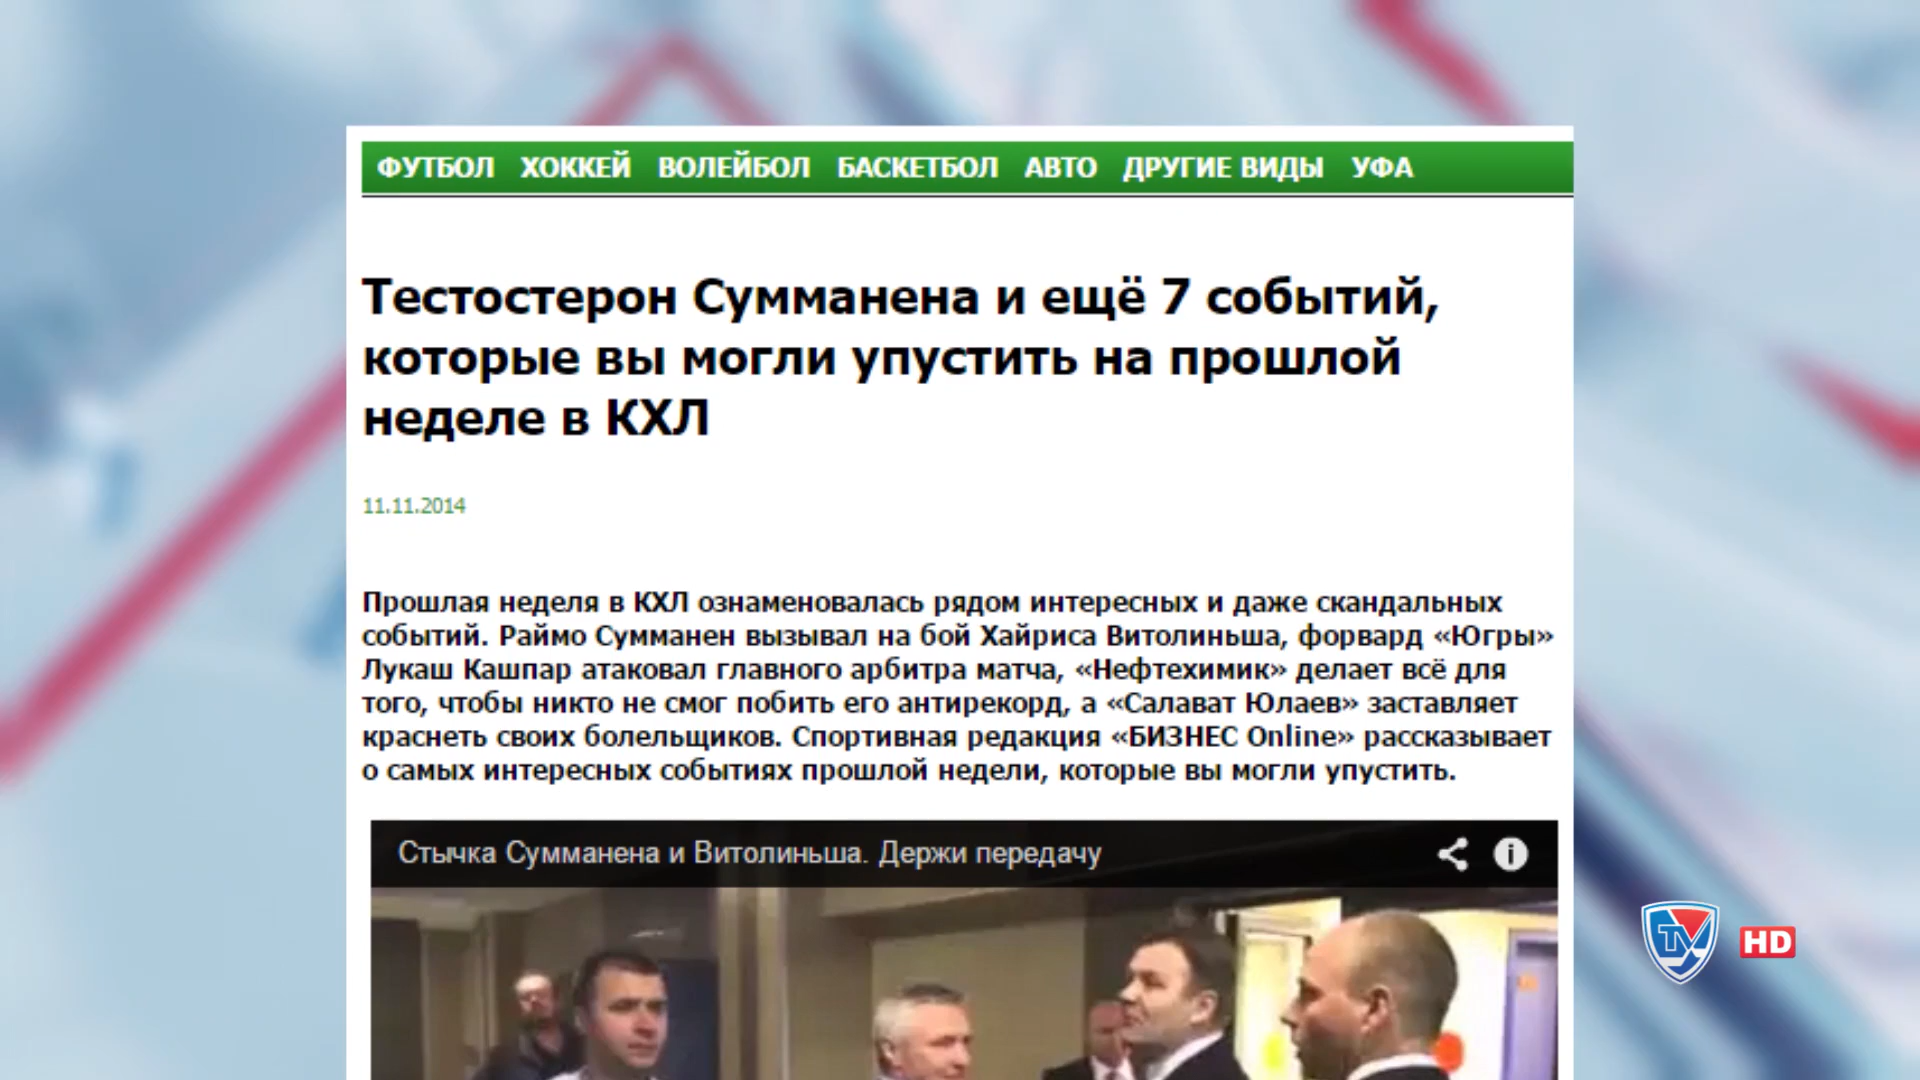 ФУТБОЛ ХОККЕЙ ВОЛЕЙБОЛ БАСКЕТБОЛ АВТО ДРУГИЕ ВИДЫ УФА
Тестостерон Сумманена и ещё 7 событий,
которые вы могли упустить на прошлой
неделе в КХЛ
11.11.2014
Прошлая неделя в КХЛ ознаменовалась рядом интересных и даже скандальных
событий. Раймо Сумманен вызывал на бой Хайриса Витолиньша, форвард «Югры»
Лукаш Кашпар атаковал главного арбитра матча, «Нефтехимик» делает всё для
того, чтобы никто не смог побить его антирекорд, а «Салават Юлаев» заставляет
краснеть своих болельщиков. Спортивная редакция «БИЗНЕС Online» рассказывает
о самых интересных событиях прошлой недели, которые вы могли упустить.
Стычка Сумманена и Витолиньша. Держи передачу
TV HD